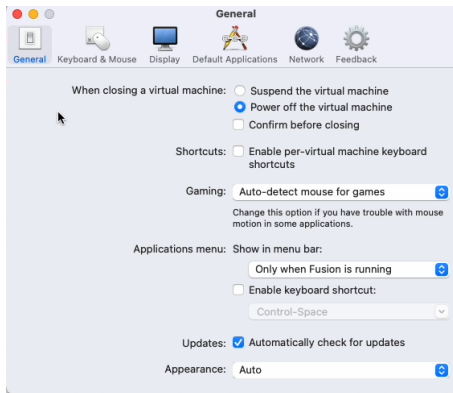 General
General
Keyboard & Mouse
Display
Default Applications
Network
Feedback
When closing a virtual machine:
Suspend the virtual machine
Power off the virtual machine
Confirm before closing
Shortcuts:
Enable per-virtual machine keyboard
shortcuts
Gaming:
Auto-detect mouse for games
Change this option if you have trouble with mouse
motion in some applications.
Applications menu:
Show in menu bar:
Only when Fusion is running
Enable keyboard shortcut:
Control-Space
Updates:
Automatically check for updates
Appearance:
Auto